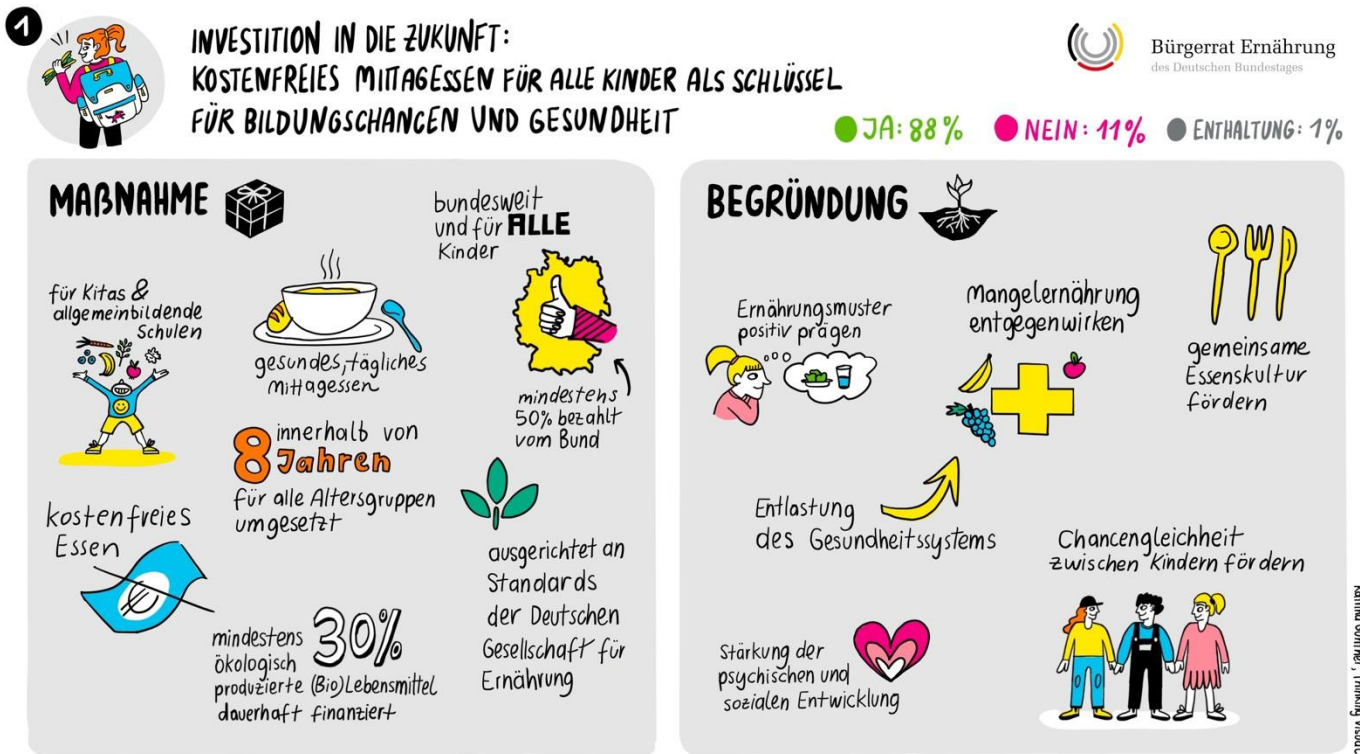 1
INVESTITION IN DIE ZUKUNFT:
KOSTENFREIES MITTAGESSEN FÜR ALLE KINDER ALS SCHLÜSSEL
FÜR BILDUNGSCHANCEN UND GESUNDHEIT
Bürgerrat Ernährung
des Deutschen Bundestages
JA: 88%
NEIN: 11%
ENTHALTUNG: 1%
MAẞNAHME
bundesweit
und für ALLE
Kinder
für Kitas &
allgemeinbildende
Schulen
gesundes, tägliches
Mittagessen
mindestens
50% bezahlt
vom Bund
innerhalb von
8 Jahren
für alle Altersgruppen
umgesetzt
kostenfreies
Essen
€
ausgerichtet an
Standards
der Deutschen
Gesellschaft für
Ernährung
mindestens 30%
ökologisch
produzierte (Bio)Lebensmittel
dauerhaft finanziert
BEGRÜNDUNG
Ernährungsmuster
positiv prägen
Mangelernährung
entgegenwirken
gemeinsame
Essenskultur
fördern
Entlastung
des Gesundheitssystems
Chancengleichheit
zwischen Kindern fördern
Stärkung der
psychischen und
sozialen Entwicklung